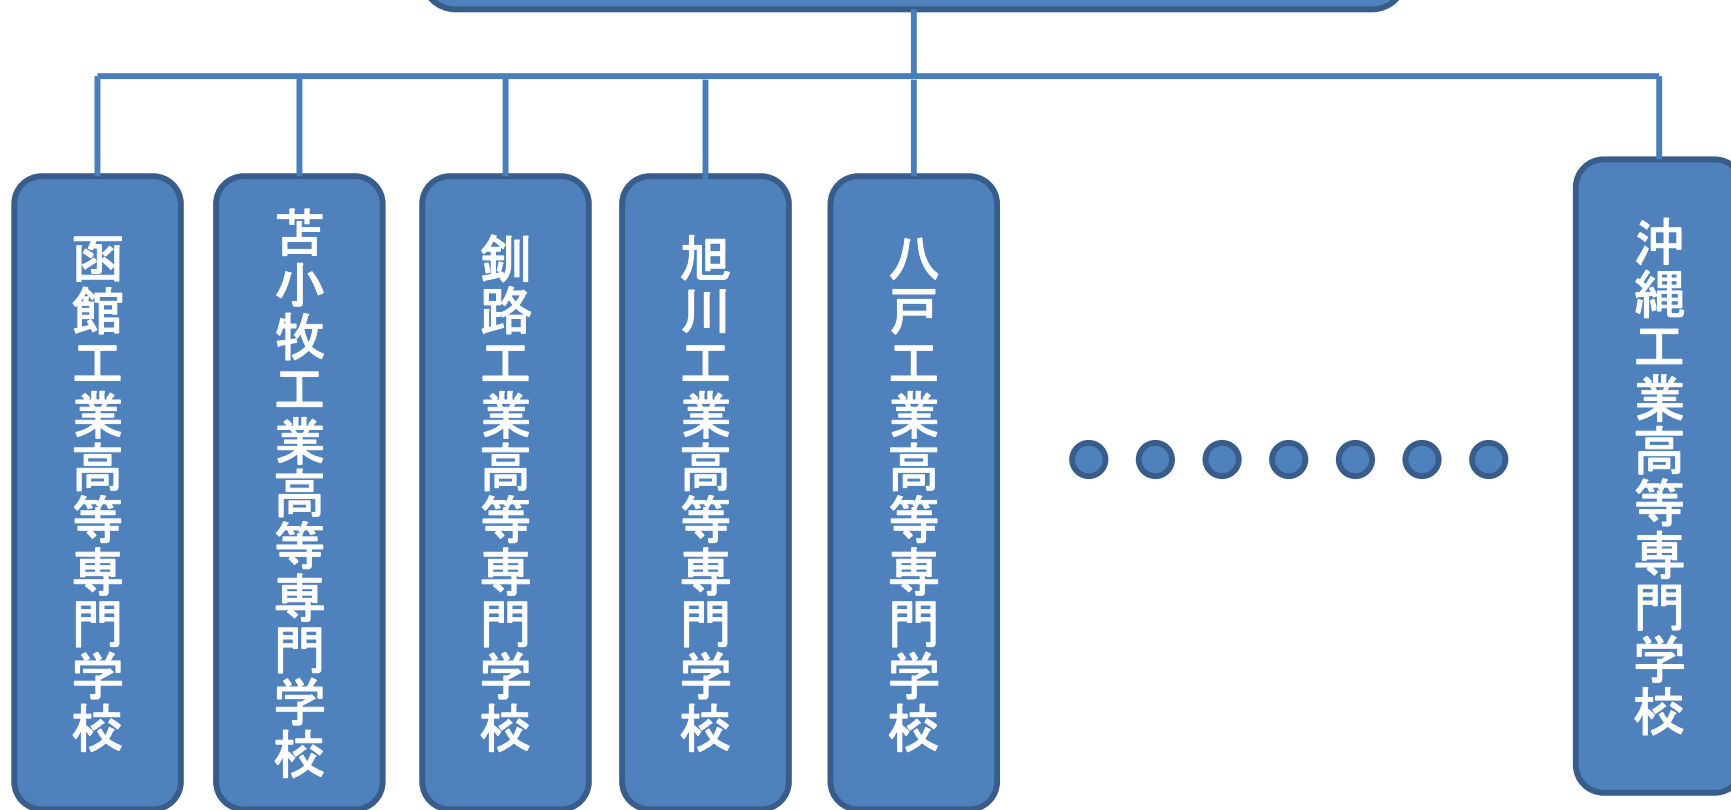 函館工業高等専門学校
苫小牧工業高等専門学校
釧路工業高等専門学校
旭川工業高等専門学校
八戸工業高等専門学校
沖縄工業高等専門学校